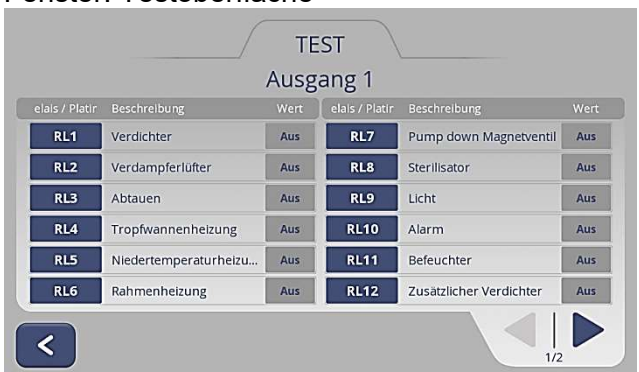 Fenster: Testoberfläche
TEST
Ausgang 1
elais / Platir Beschreibung Wert elais / Platir Beschreibung Wert
RL1 Verdichter Aus RL7 Pump down Magnetventil Aus
RL2 Verdampferlüfter Aus RL8 Sterilisator Aus
RL3 Abtauen Aus RL9 Licht Aus
RL4 Tropfwannenheizung Aus RL10 Alarm Aus
RL5 Niedertemperaturheizu... Aus RL11 Befeuchter Aus
RL6 Rahmenheizung Aus RL12 Zusätzlicher Verdichter Aus
1/2